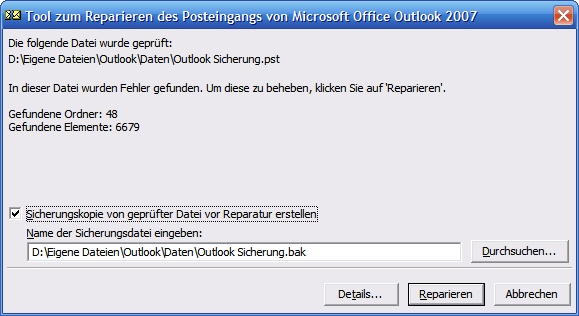 Tool zum Reparieren des Posteingangs von Microsoft Office Outlook 2007
Die folgende Datei wurde geprüft:
D:\Eigene Dateien\Outlook\Daten\Outlook Sicherung.pst
In dieser Datei wurden Fehler gefunden. Um diese zu beheben, klicken Sie auf 'Reparieren'.
Gefundene Ordner: 48
Gefundene Elemente: 6679
Sicherungskopie von geprüfter Datei vor Reparatur erstellen
Name der Sicherungsdatei eingeben:
D:\Eigene Dateien\Outlook\Daten\Outlook Sicherung.bak
Durchsuchen...
Details...
Reparieren
Abbrechen